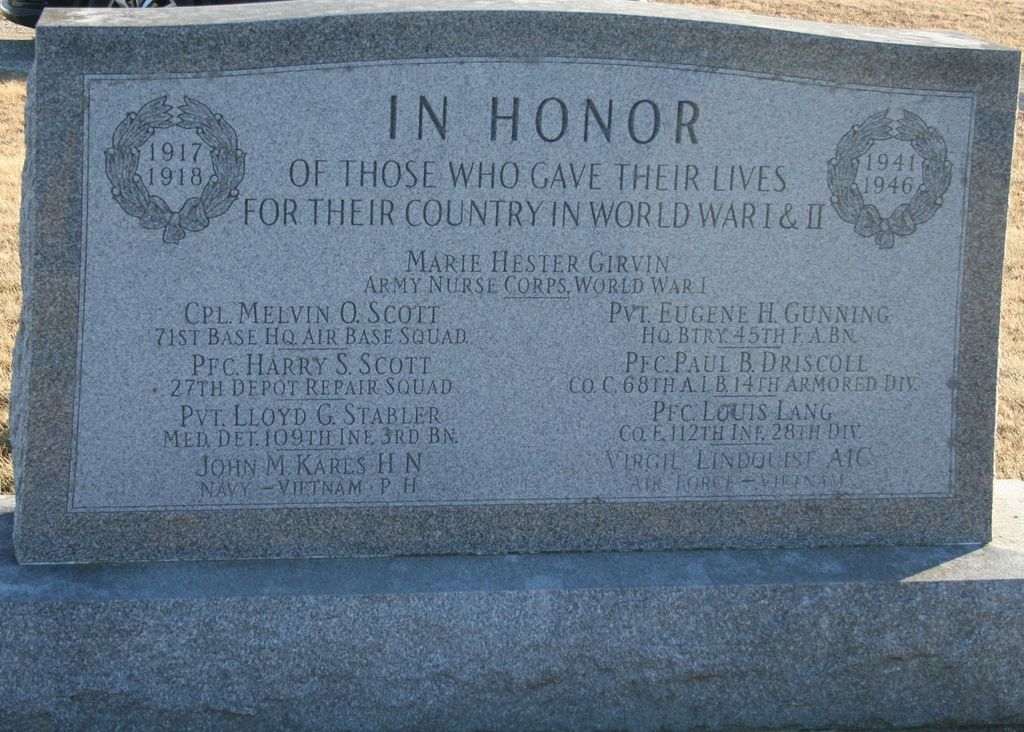 IN HONOR
1917
1918
1941
1946
OF THOSE WHO GAVE THEIR LIVES
FOR THEIR COUNTRY IN WORLD WAR I & II
MARIE HESTER GIRVIN
ARMY NURSE CORPS, WORLD WAR I
CPL. MELVIN O. SCOTT
71ST BASE HQ. AIR BASE SQUAD.
PFC. HARRY S. SCOTT
27TH DEPOT REPAIR SQUAD
PVT. LLOYD G. STABLER
MED. DET. 109TH INF. 3RD BN.
JOHN M. KARES H N
NAVY – VIETNAM P H
PVT. EUGENE H. GUNNING
HQ. BTRY. 45TH F. A. BN.
PFC. PAUL B. DRISCOLL
CO. C, 68TH A. I. B. 14TH ARMORED DIV.
PFC. LOUIS LANG
CO. F, 112TH INF. 28TH DIV.
VIRGIL LINDQUIST A1C
AIR FORCE – VIETNAM